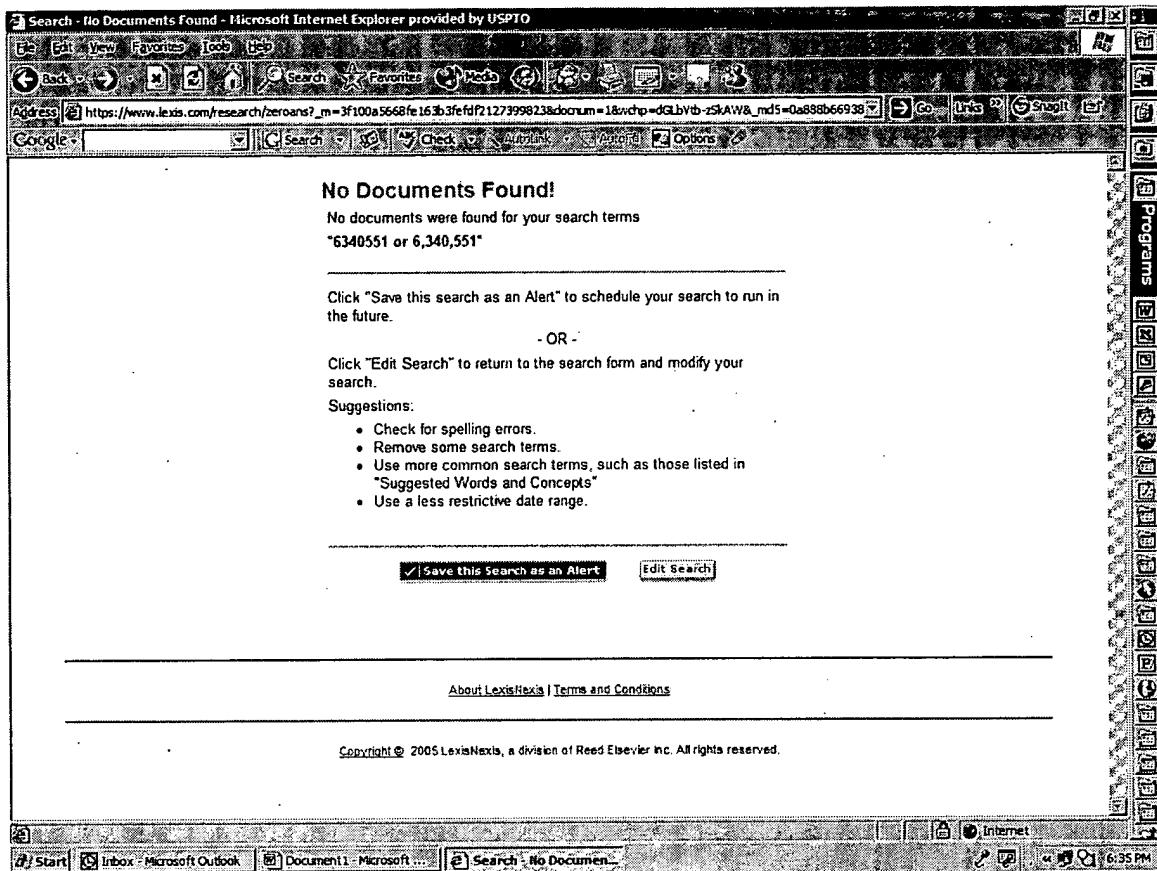 Search - No Documents Found - Microsoft Internet Explorer provided by USPTO
File Edit View Favorites Tools Help
Back Search Favorites Media
Address https://www.lexis.com/research/zeroans?_m=3f100a5668fe163b3fefdf2127399823&docnum=1&wchp=dGLbVtb-zSkAW&_md5=0a888b66938 Go Links SnagIt
Google Search Check AutoLink AutoFill Options
Programs
No Documents Found!
No documents were found for your search terms
"6340551 or 6,340,551"
Click "Save this search as an Alert" to schedule your search to run in
the future.
- OR -
Click "Edit Search" to return to the search form and modify your
search.
Suggestions:
• Check for spelling errors.
• Remove some search terms.
• Use more common search terms, such as those listed in
"Suggested Words and Concepts"
• Use a less restrictive date range.
Save this Search as an Alert Edit Search
About LexisNexis | Terms and Conditions
Copyright © 2005 LexisNexis, a division of Reed Elsevier Inc. All rights reserved.
Internet
Start Inbox - Microsoft Outlook Document1 - Microsoft ... Search - No Documen... 6:35 PM